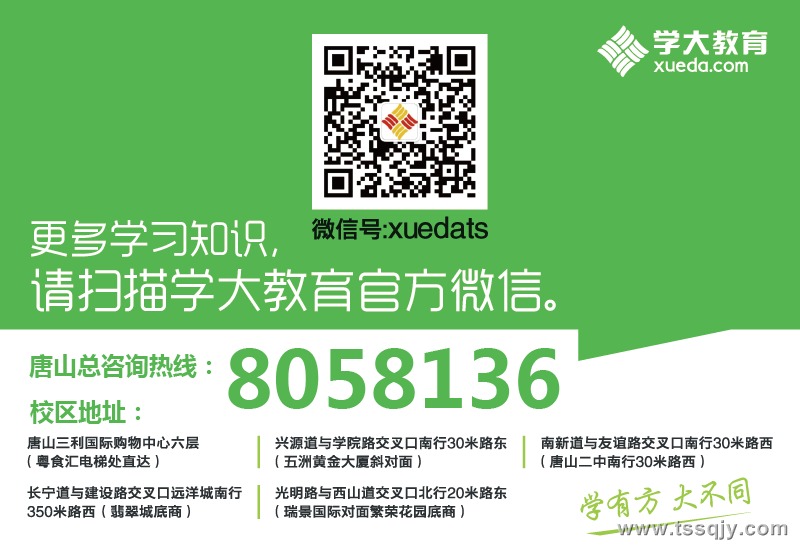 学大教育
xueda.com
微信号:xuedats
更多学习知识,
请扫描学大教育官方微信。
唐山总咨询热线：8058136
校区地址：
唐山三利国际购物中心六层
（粤食汇电梯处直达）
兴源道与学院路交叉口南行30米路东
（五洲黄金大厦斜对面）
南新道与友谊路交叉口南行30米路西
（唐山二中南行30米路西）
长宁道与建设路交叉口远洋城南行
350米路西（翡翠城底商）
光明路与西山道交叉口北行20米路东
（瑞景国际对面繁荣花园底商）
学有方 大不同
www.tssqjy.com